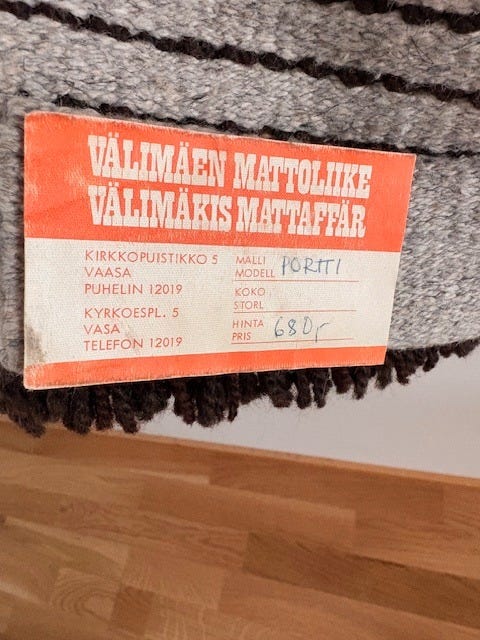 VÄLIMÄEN MATTOLIIKE
VÄLIMÄKIS MATTAFFÄR
KIRKKOPUISTIKKO 5
VAASA
PUHELIN 12019
KYRKOESPL. 5
VASA
TELEFON 12019
MALLI
MODELL PORTTI
KOKO
STORL
HINTA
PRIS 680,-